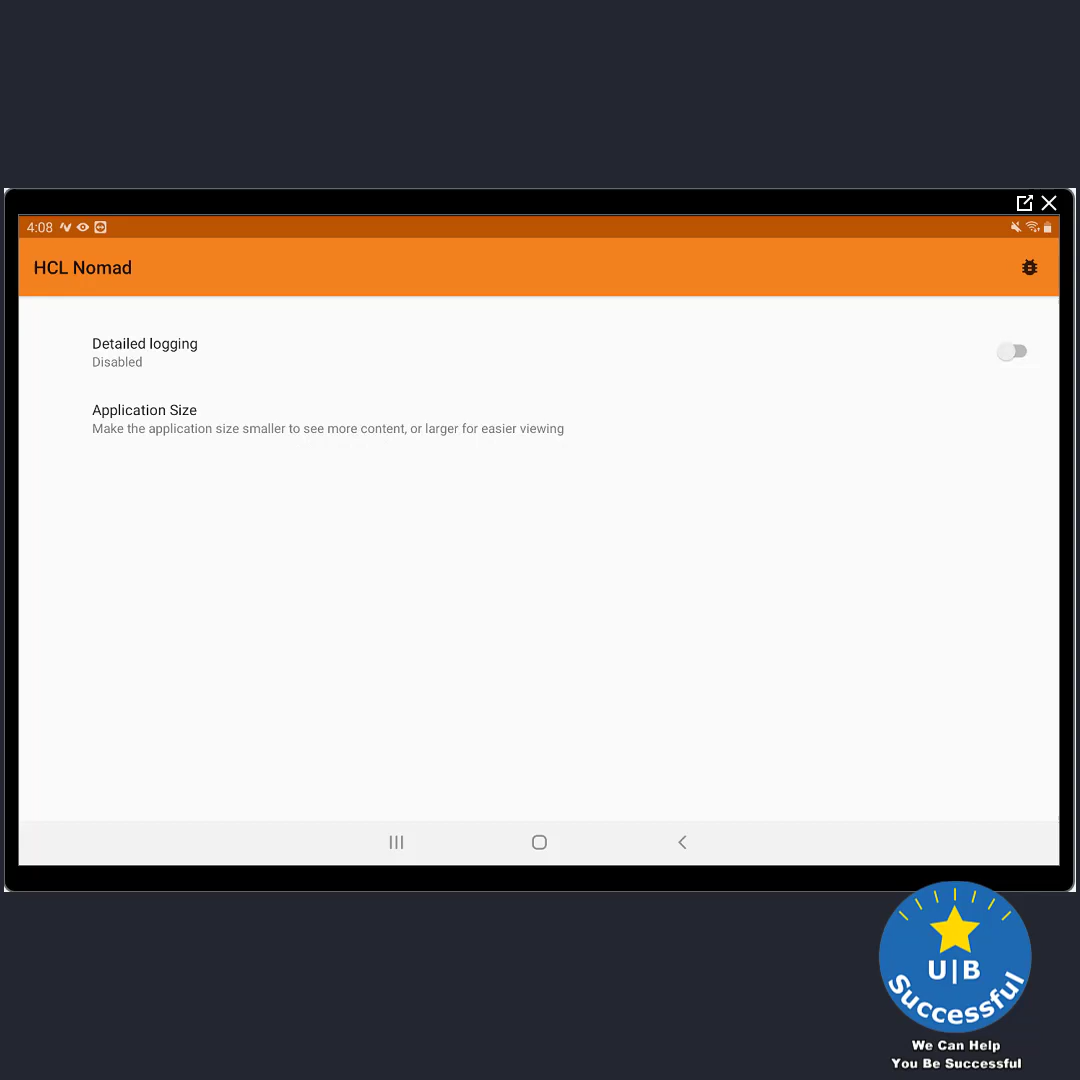 4:08
HCL Nomad
Detailed logging
Disabled
Application Size
Make the application size smaller to see more content, or larger for easier viewing
U|B
Successful
We Can Help
You Be Successful